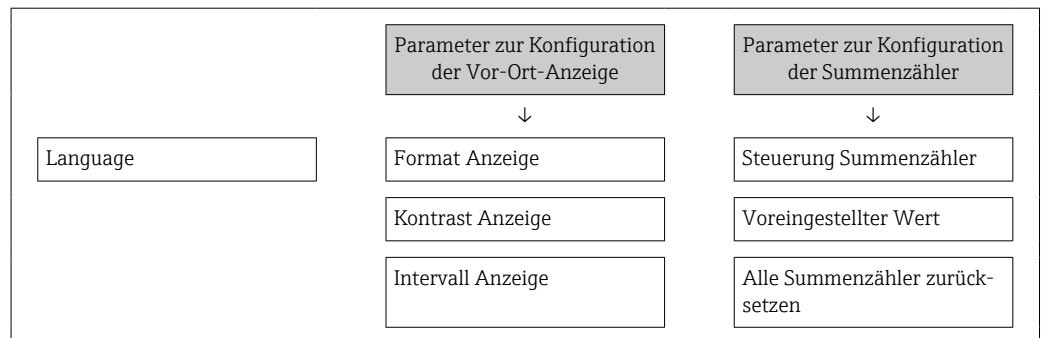 Parameter zur Konfiguration
der Vor-Ort-Anzeige
Parameter zur Konfiguration
der Summenzähler
↓
↓
Language
Format Anzeige
Steuerung Summenzähler
Kontrast Anzeige
Voreingestellter Wert
Intervall Anzeige
Alle Summenzähler zurück-
setzen